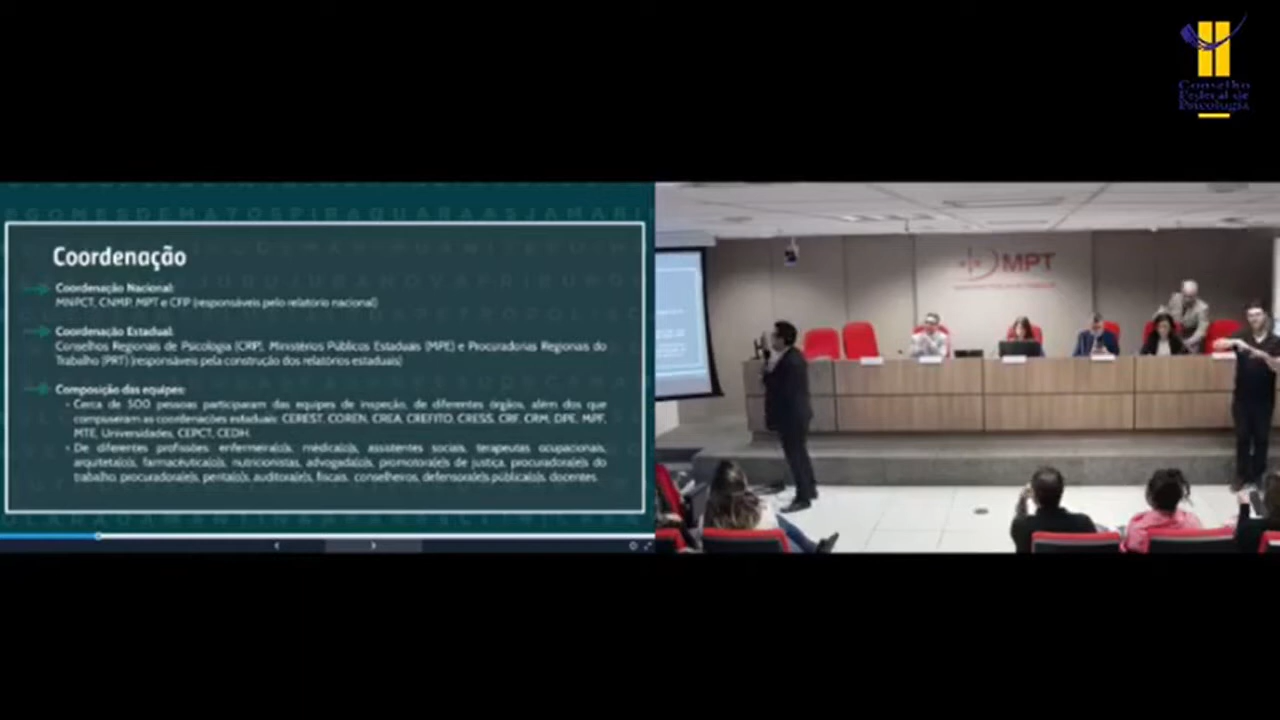 Conselho
Federal de
Psicologia
Coordenação
Coordenação Nacional:
MNPCT, CNMP, MPT e CFP (responsáveis pelo relatório nacional)
Coordenação Estadual:
Conselhos Regionais de Psicologia (CRP), Ministérios Públicos Estaduais (MPE) e Procuradorias Regionais do
Trabalho (PRT) (responsáveis pela construção dos relatórios estaduais)
Composição das equipes:
• Cerca de 500 pessoas participaram das equipes de inspeção, de diferentes órgãos, além dos que
compuseram as coordenações estaduais: CEREST, COREN, CREA, CREFITO, CRESS, CRF, CRM, DPE, MPF,
MTE, Universidades, CEPCT, CEDH.
• De diferentes profissões: enfermeira(o)s, médica(o)s, assistentes sociais, terapeutas ocupacionais,
arquiteta(o)s, farmacêutica(o)s, nutricionistas, advogada(o)s, promotora(e)s de justiça, procuradora(e)s do
trabalho, procuradora(e)s, perita(o)s, auditora(e)s, fiscais, conselheiros, defensora(e)s pública(o)s, docentes.
MPT